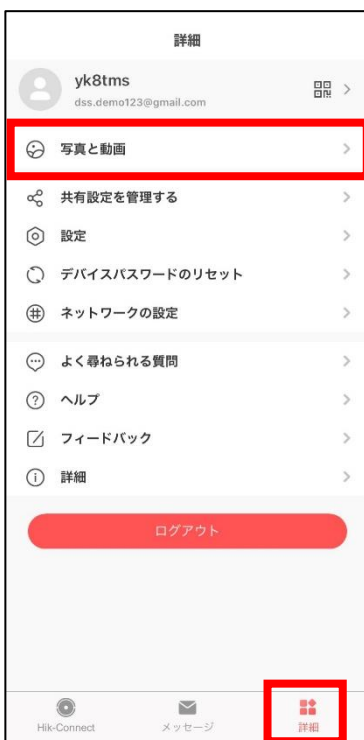 詳細
yk8tms
dss.demo123@gmail.com
写真と動画
共有設定を管理する
設定
デバイスパスワードのリセット
ネットワークの設定
よく尋ねられる質問
ヘルプ
フィードバック
詳細
ログアウト
Hik-Connect
メッセージ
詳細